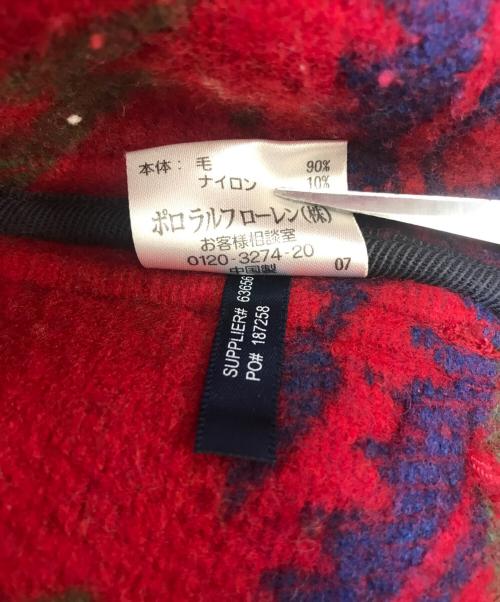 本体: 毛 90%
ナイロン 10%
ポロラルフローレン(株)
お客様相談室
0120-3274-20
中国製 07
SUPPLIER# 63656
PO# 187258